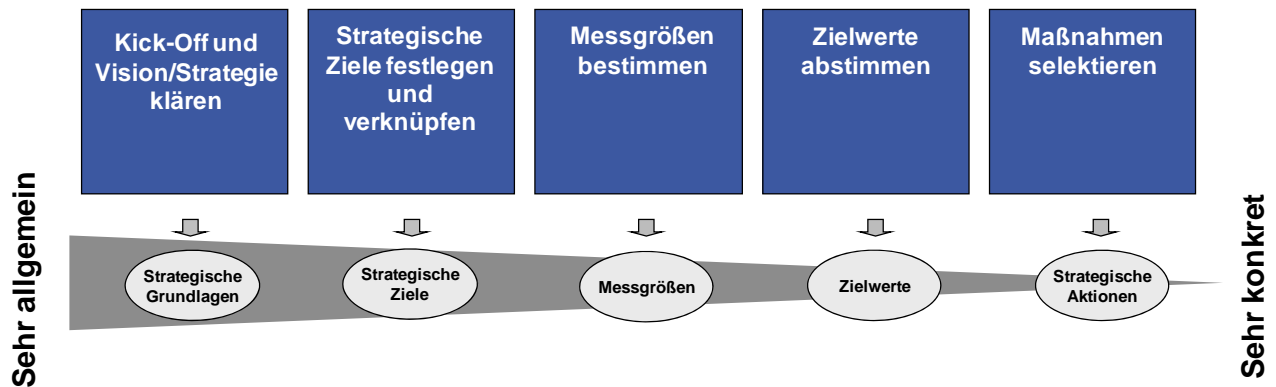 Kick-Off und
Vision/Strategie
klären
Strategische
Ziele festlegen
und
verknüpfen
Messgrößen
bestimmen
Zielwerte
abstimmen
Maßnahmen
selektieren
Sehr allgemein
Strategische
Grundlagen
Strategische
Ziele
Messgrößen
Zielwerte
Strategische
Aktionen
Sehr konkret